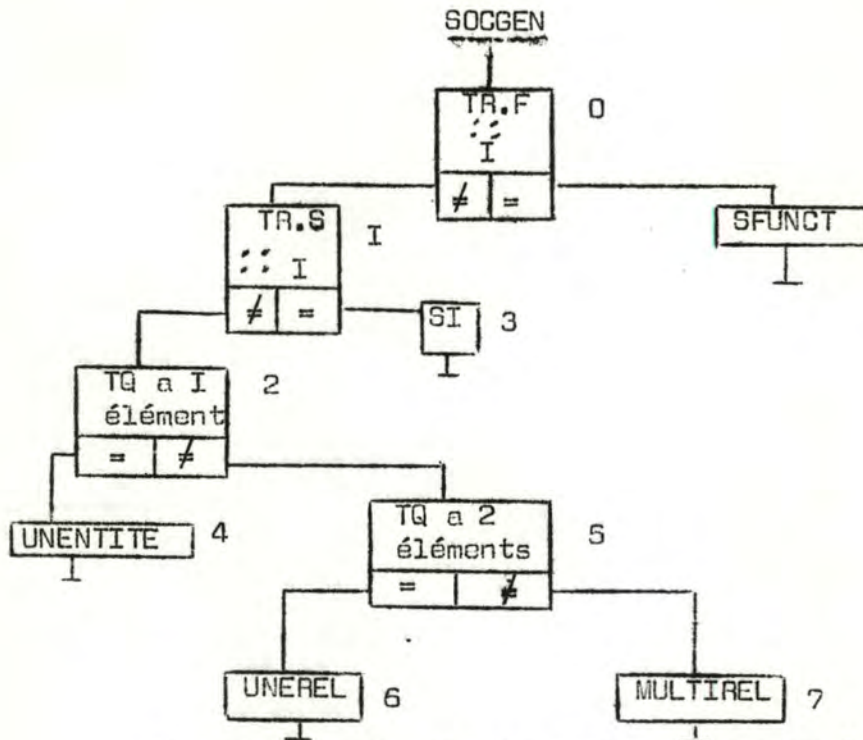 SOCGEN
TR.F
:: I
≠ =
0
TR.S
:: I
≠ =
I
SFUNCT
SI
3
TQ a I
élément
= ≠
2
UNENTITE
4
TQ a 2
éléments
= ≠
5
UNEREL
6
MULTIREL
7